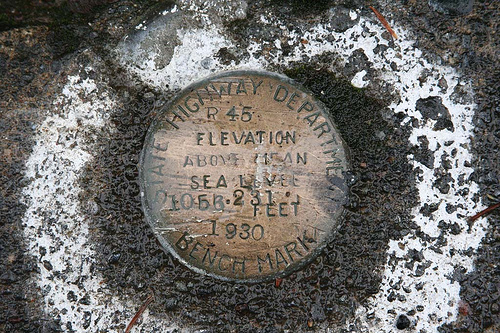 STATE HIGHWAY DEPARTMENT
R 45
ELEVATION
ABOVE MEAN
SEA LEVEL
1056.231
FEET
1930
BENCH MARK